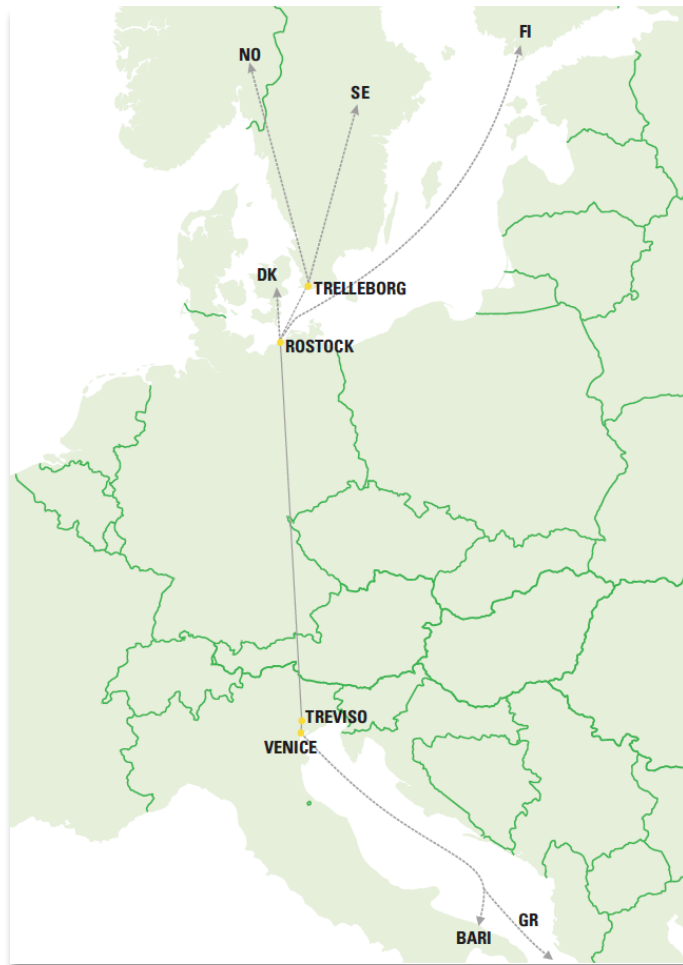 FI
NO
SE
DK
TRELLEBORG
ROSTOCK
TREVISO
VENICE
GR
BARI